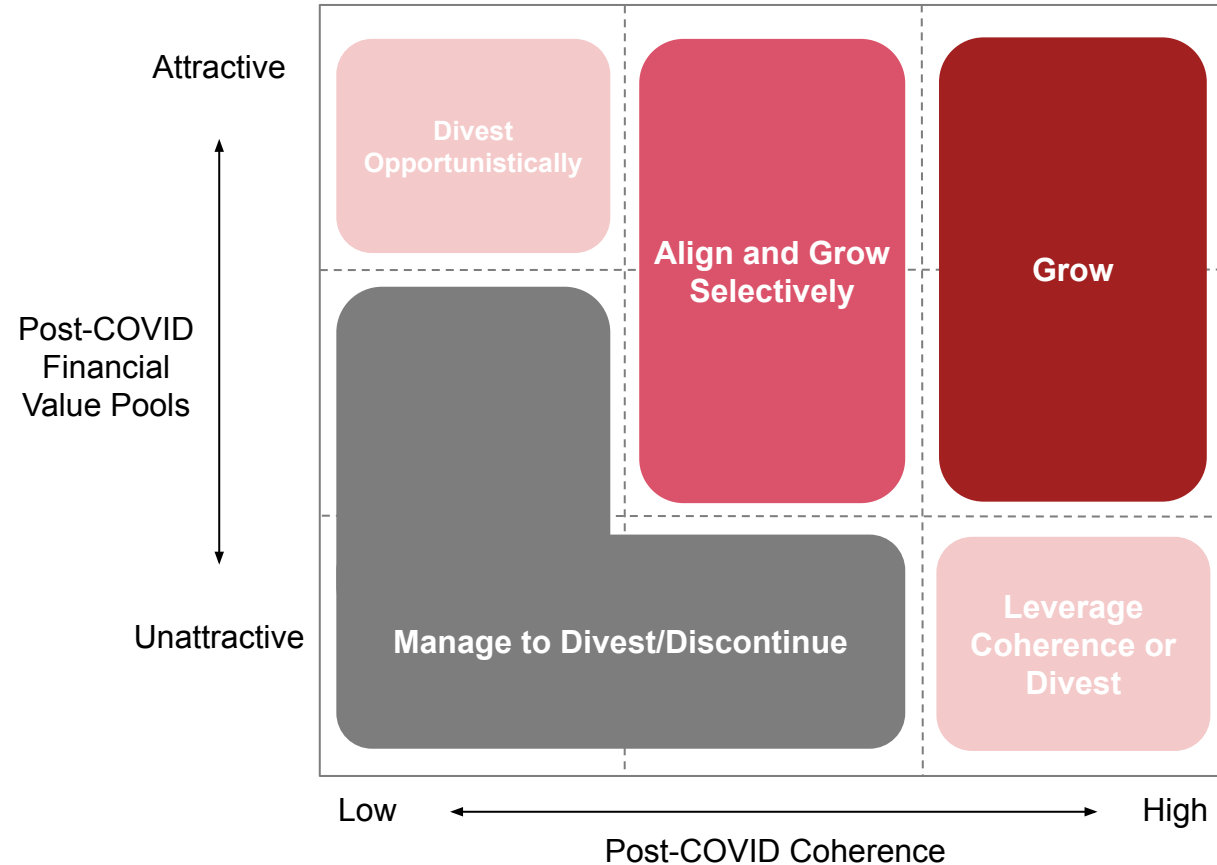 Attractive
Divest
Opportunistically
Align and Grow
Selectively
Grow
Post-COVID
Financial
Value Pools
Unattractive
Manage to Divest/Discontinue
Leverage
Coherence or
Divest
Low
High
Post-COVID Coherence